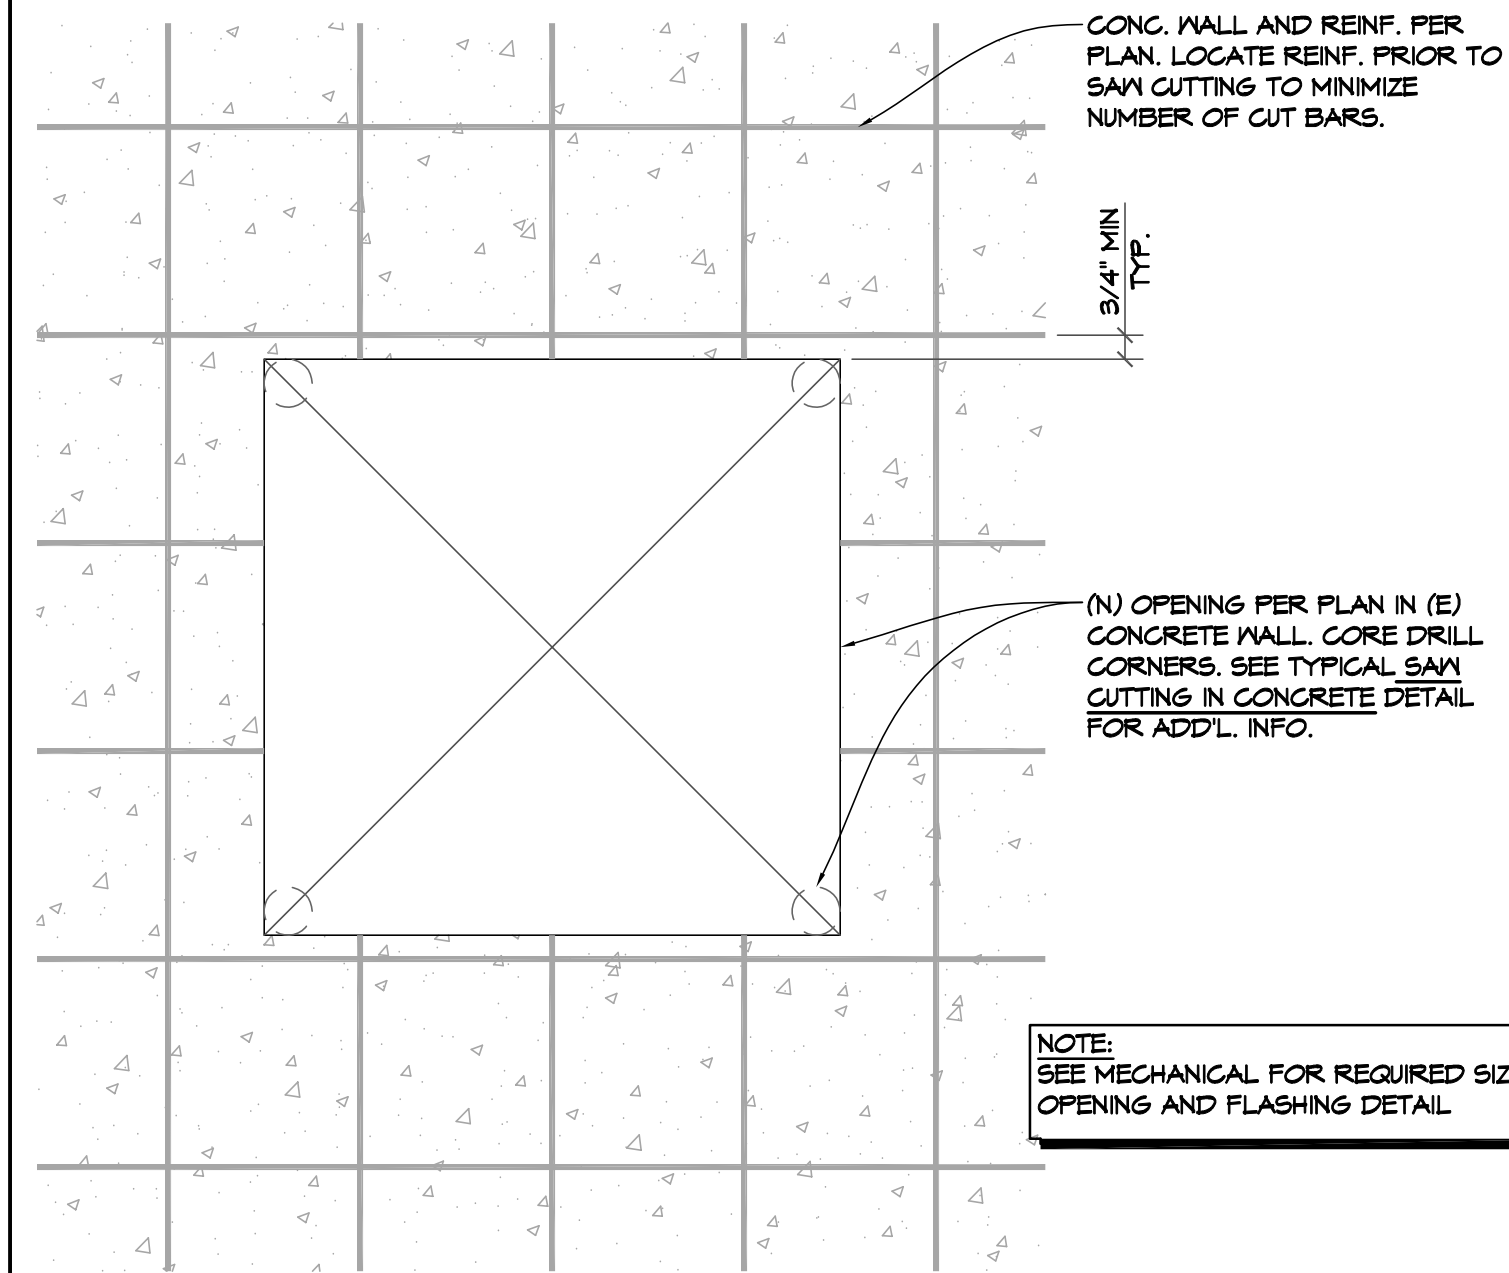 CONC. WALL AND REINF. PER
PLAN. LOCATE REINF. PRIOR TO
SAW CUTTING TO MINIMIZE
NUMBER OF CUT BARS.
3/4" MIN
TYP.
(N) OPENING PER PLAN IN (E)
CONCRETE WALL. CORE DRILL
CORNERS. SEE TYPICAL SAW
CUTTING IN CONCRETE DETAIL
FOR ADD'L. INFO.
NOTE:
SEE MECHANICAL FOR REQUIRED
OPENING AND FLASHING DETAIL